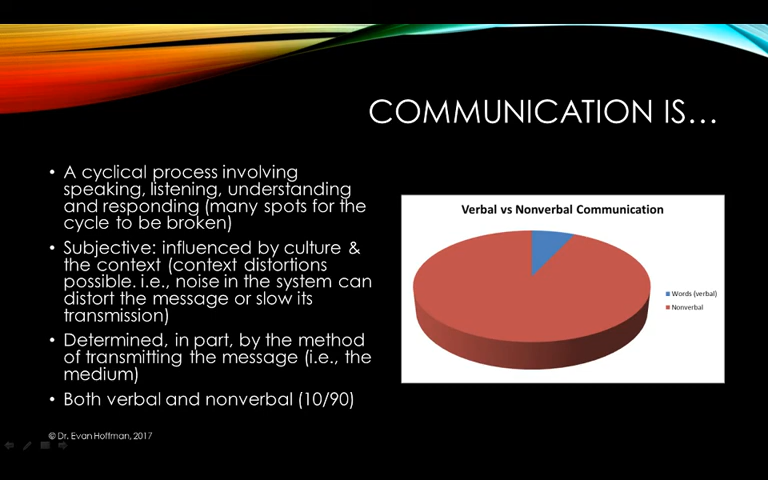 COMMUNICATION IS…
• A cyclical process involving
speaking, listening, understanding
and responding (many spots for the
cycle to be broken)
• Subjective: influenced by culture &
the context (context distortions
possible. i.e., noise in the system can
distort the message or slow its
transmission)
• Determined, in part, by the method
of transmitting the message (i.e., the
medium)
• Both verbal and nonverbal (10/90)
Verbal vs Nonverbal Communication
Words (verbal)
Nonverbal
© Dr. Evan Hoffman, 2017